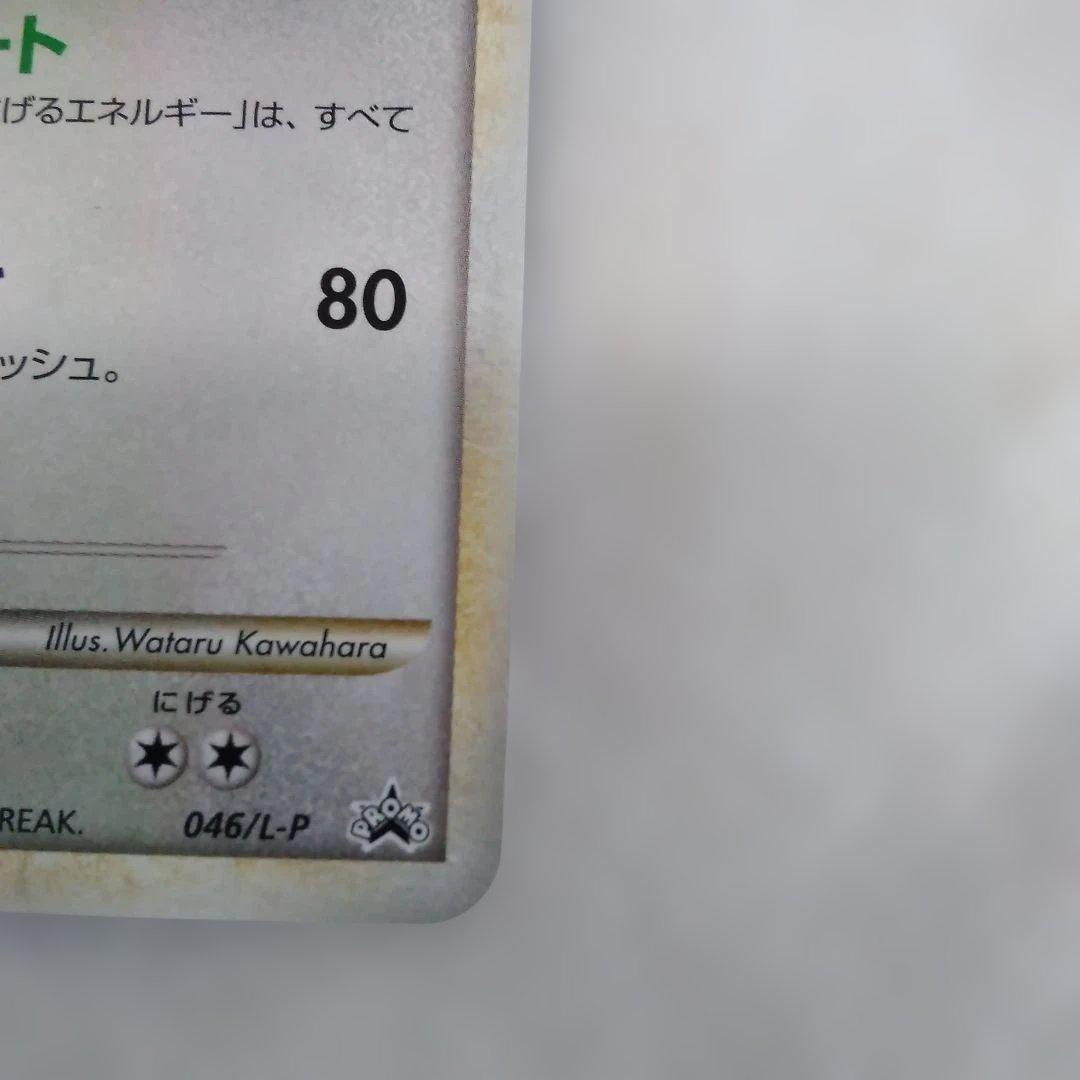 ート
げるエネルギー」は、すべて
80
ッシュ。
Illus. Wataru Kawahara
にげる
REAK.
046/L-P
PROMO